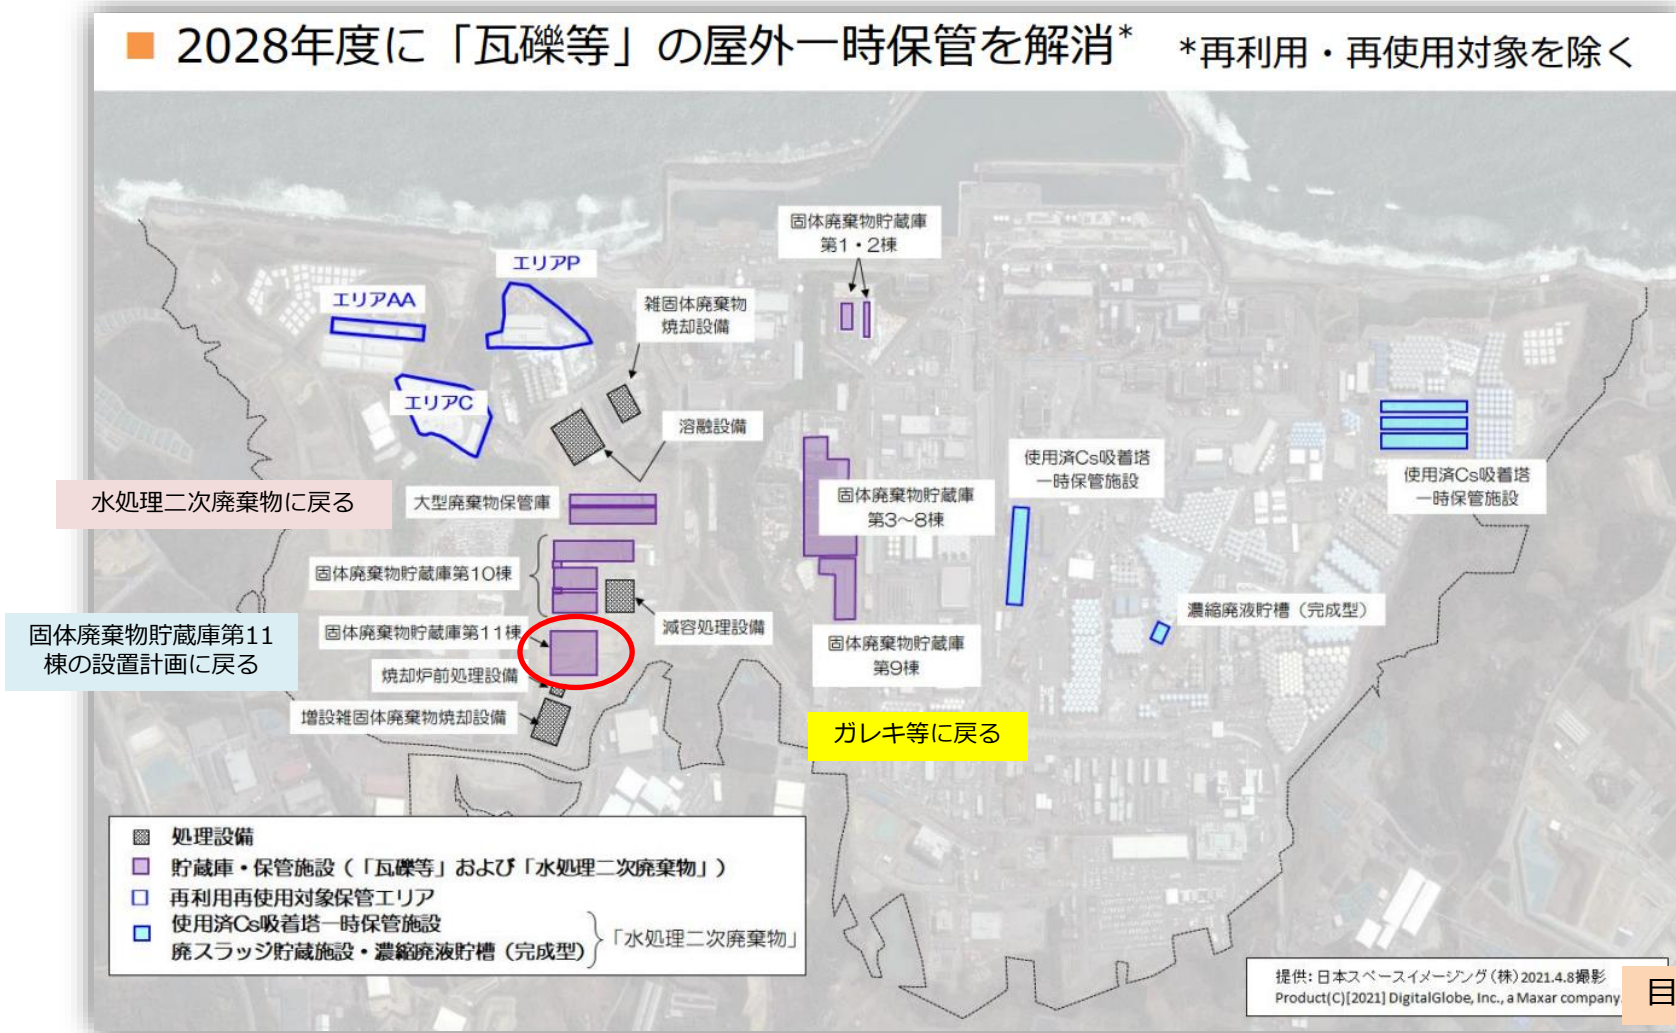 ■ 2028年度に「瓦礫等」の屋外一時保管を解消* *再利用・再使用対象を除く
固体廃棄物貯蔵庫
第1・2棟
エリアP
エリアAA
雑固体廃棄物
焼却設備
エリアC
溶融設備
使用済Cs吸着塔
一時保管施設
使用済Cs吸着塔
一時保管施設
水処理二次廃棄物に戻る
大型廃棄物保管庫
固体廃棄物貯蔵庫
第3～8棟
固体廃棄物貯蔵庫第10棟
濃縮廃液貯槽（完成型）
固体廃棄物貯蔵庫第11
棟の設置計画に戻る
固体廃棄物貯蔵庫第11棟
減容処理設備
固体廃棄物貯蔵庫
第9棟
焼却炉前処理設備
増設雑固体廃棄物焼却設備
ガレキ等に戻る
処理設備
貯蔵庫・保管施設（「瓦礫等」および「水処理二次廃棄物」）
再利用再使用対象保管エリア
使用済Cs吸着塔一時保管施設
廃スラッジ貯蔵施設・濃縮廃液貯槽（完成型）
「水処理二次廃棄物」
提供：日本スペースイメージング（株）2021.4.8撮影
Product(C)[2021] DigitalGlobe, Inc., a Maxar company.
目